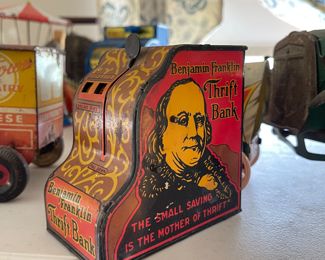 Benjamin Franklin
Thrift
Bank
THE SMALL SAVING
IS THE MOTHER OF THRIFT
Benjamin
Franklin
Thrift Bank